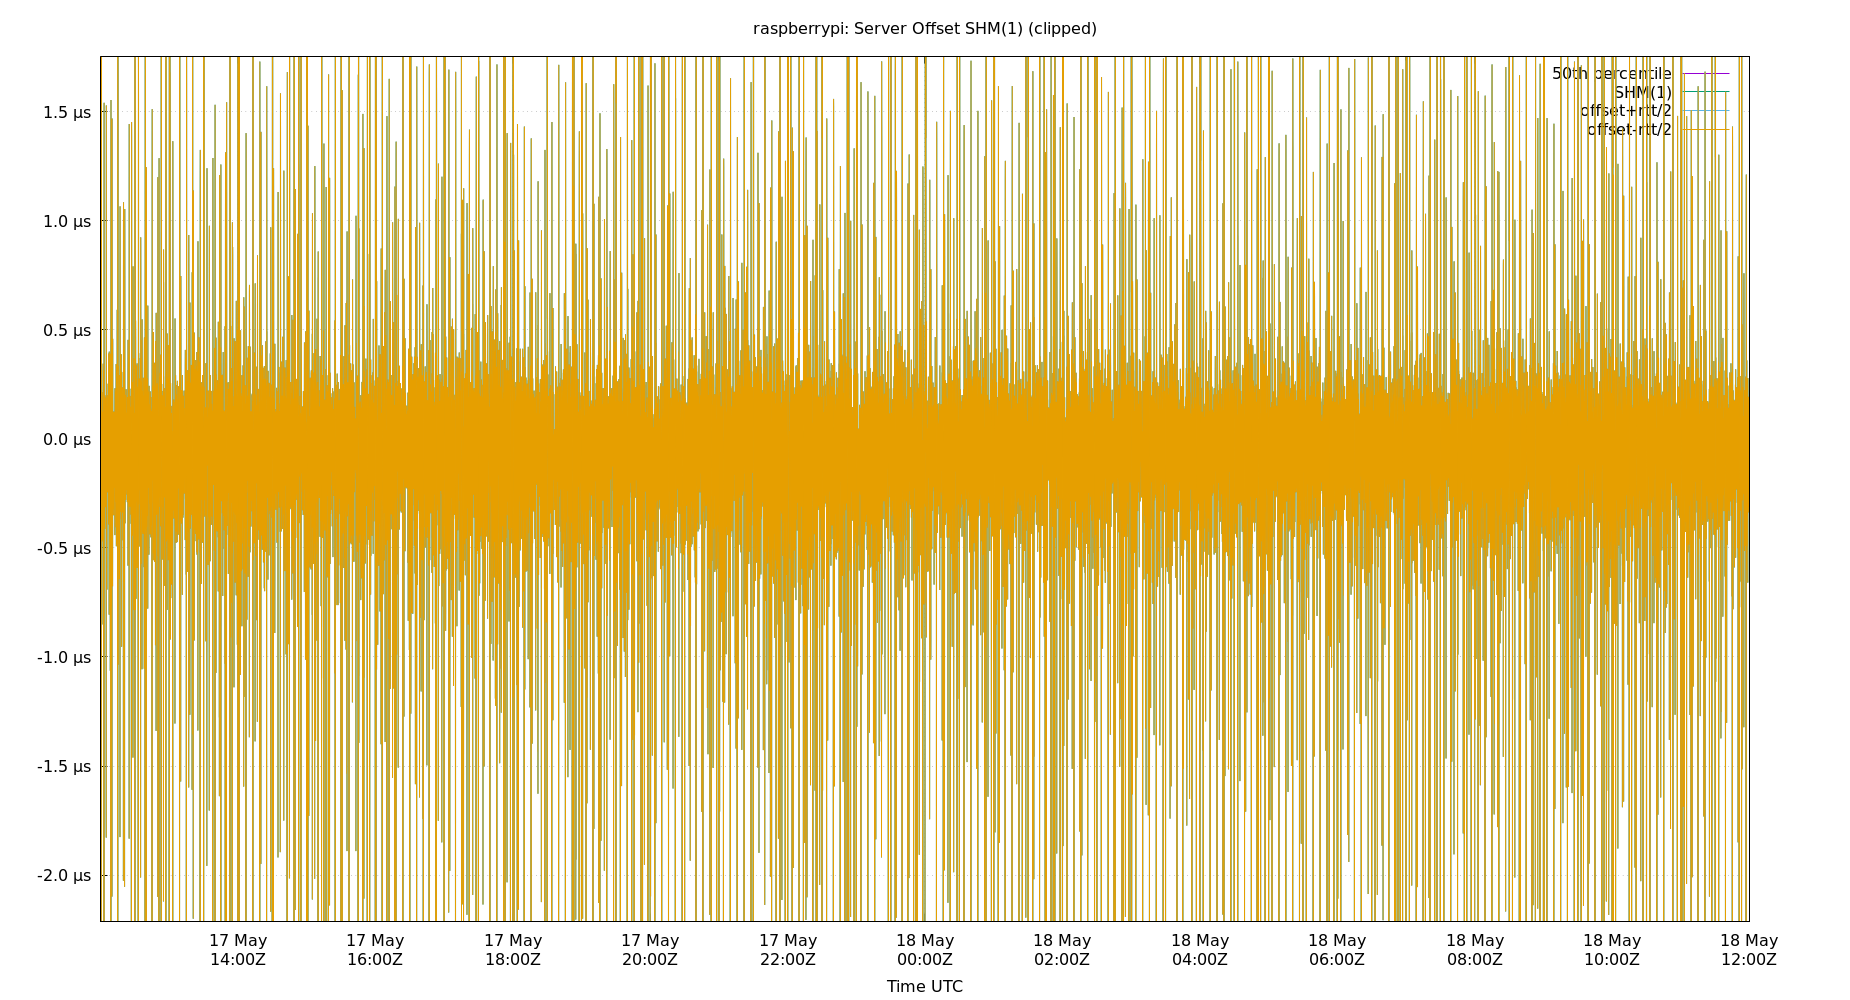 raspberrypi: Server Offset SHM(1) (clipped)
50th percentile
SHM(1)
offset+rtt/2
offset-rtt/2
1.5 μs
1.0 μs
0.5 μs
0.0 μs
-0.5 μs
-1.0 μs
-1.5 μs
-2.0 μs
17 May 17 May 17 May 17 May 17 May 18 May 18 May 18 May 18 May 18 May 18 May 18 May
14:00Z 16:00Z 18:00Z 20:00Z 22:00Z 00:00Z 02:00Z 04:00Z 06:00Z 08:00Z 10:00Z 12:00Z
Time UTC